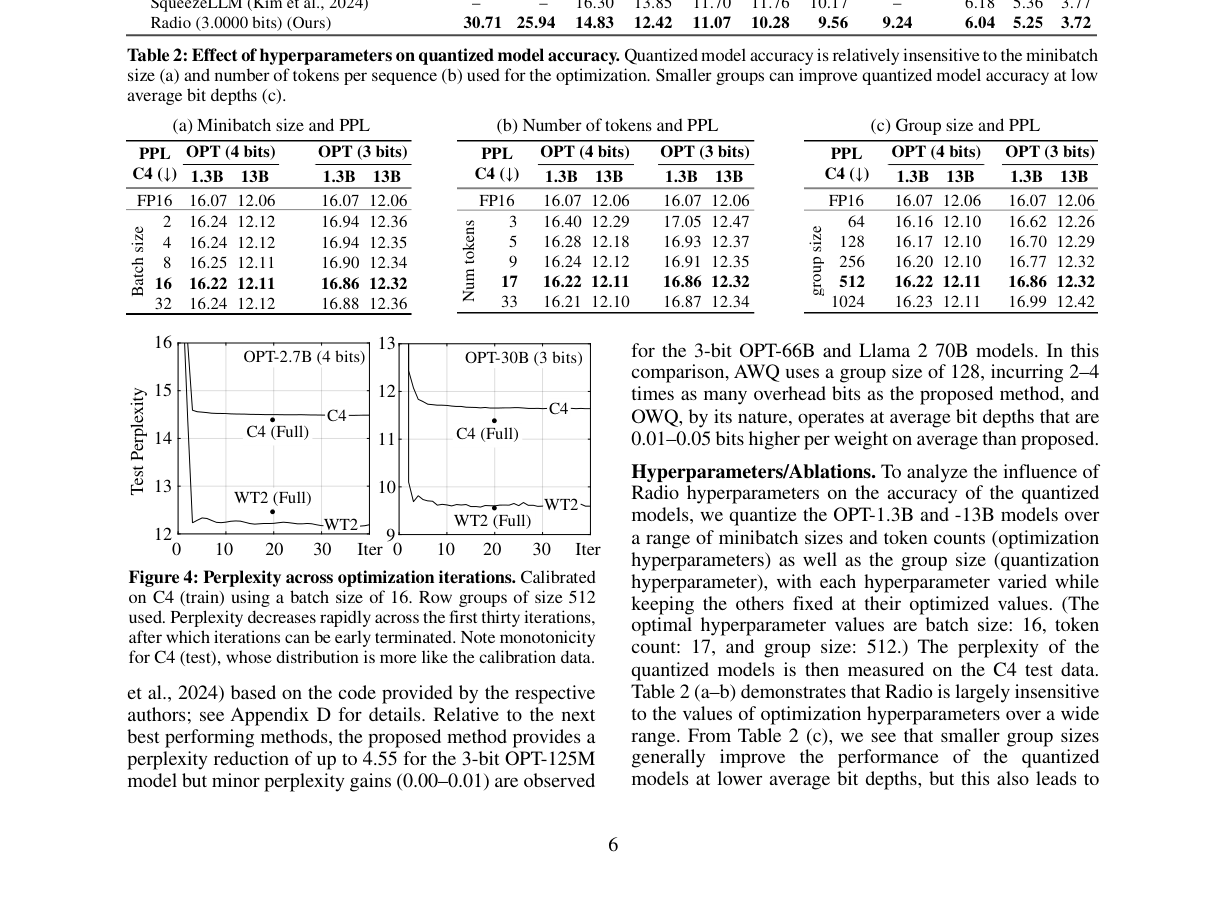 SqueezeLLM (Kim et al., 2024) – – 16.30 13.85 11.70 11.76 10.17 – 6.18 5.36 3.77
Radio (3.0000 bits) (Ours) 30.71 25.94 14.83 12.42 11.07 10.28 9.56 9.24 6.04 5.25 3.72
Table 2: Effect of hyperparameters on quantized model accuracy. Quantized model accuracy is relatively insensitive to the minibatch
size (a) and number of tokens per sequence (b) used for the optimization. Smaller groups can improve quantized model accuracy at low
average bit depths (c).
(a) Minibatch size and PPL
PPL OPT (4 bits) OPT (3 bits)
C4 (↓) 1.3B 13B 1.3B 13B
FP16 16.07 12.06 16.07 12.06
Batch size
2 16.24 12.12 16.94 12.36
4 16.24 12.12 16.94 12.35
8 16.25 12.11 16.90 12.34
16 16.22 12.11 16.86 12.32
32 16.24 12.12 16.88 12.36
(b) Number of tokens and PPL
PPL OPT (4 bits) OPT (3 bits)
C4 (↓) 1.3B 13B 1.3B 13B
FP16 16.07 12.06 16.07 12.06
Num tokens
3 16.40 12.29 17.05 12.47
5 16.28 12.18 16.93 12.37
9 16.24 12.12 16.91 12.35
17 16.22 12.11 16.86 12.32
33 16.21 12.10 16.87 12.34
(c) Group size and PPL
PPL OPT (4 bits) OPT (3 bits)
C4 (↓) 1.3B 13B 1.3B 13B
FP16 16.07 12.06 16.07 12.06
group size
64 16.16 12.10 16.62 12.26
128 16.17 12.10 16.70 12.29
256 16.20 12.10 16.77 12.32
512 16.22 12.11 16.86 12.32
1024 16.23 12.11 16.99 12.42
Test Perplexity
16
15
14
13
12
OPT-2.7B (4 bits)
C4
C4 (Full)
WT2 (Full)
WT2
0 10 20 30 Iter
13
12
11
10
9
OPT-30B (3 bits)
C4
C4 (Full)
WT2
WT2 (Full)
0 10 20 30 Iter
Figure 4: Perplexity across optimization iterations. Calibrated
on C4 (train) using a batch size of 16. Row groups of size 512
used. Perplexity decreases rapidly across the first thirty iterations,
after which iterations can be early terminated. Note monotonicity
for C4 (test), whose distribution is more like the calibration data.
et al., 2024) based on the code provided by the respective
authors; see Appendix D for details. Relative to the next
best performing methods, the proposed method provides a
perplexity reduction of up to 4.55 for the 3-bit OPT-125M
model but minor perplexity gains (0.00–0.01) are observed
for the 3-bit OPT-66B and Llama 2 70B models. In this
comparison, AWQ uses a group size of 128, incurring 2–4
times as many overhead bits as the proposed method, and
OWQ, by its nature, operates at average bit depths that are
0.01–0.05 bits higher per weight on average than proposed.
Hyperparameters/Ablations. To analyze the influence of
Radio hyperparameters on the accuracy of the quantized
models, we quantize the OPT-1.3B and -13B models over
a range of minibatch sizes and token counts (optimization
hyperparameters) as well as the group size (quantization
hyperparameter), with each hyperparameter varied while
keeping the others fixed at their optimized values. (The
optimal hyperparameter values are batch size: 16, token
count: 17, and group size: 512.) The perplexity of the
quantized models is then measured on the C4 test data.
Table 2 (a–b) demonstrates that Radio is largely insensitive
to the values of optimization hyperparameters over a wide
range. From Table 2 (c), we see that smaller group sizes
generally improve the performance of the quantized
models at lower average bit depths, but this also leads to
6